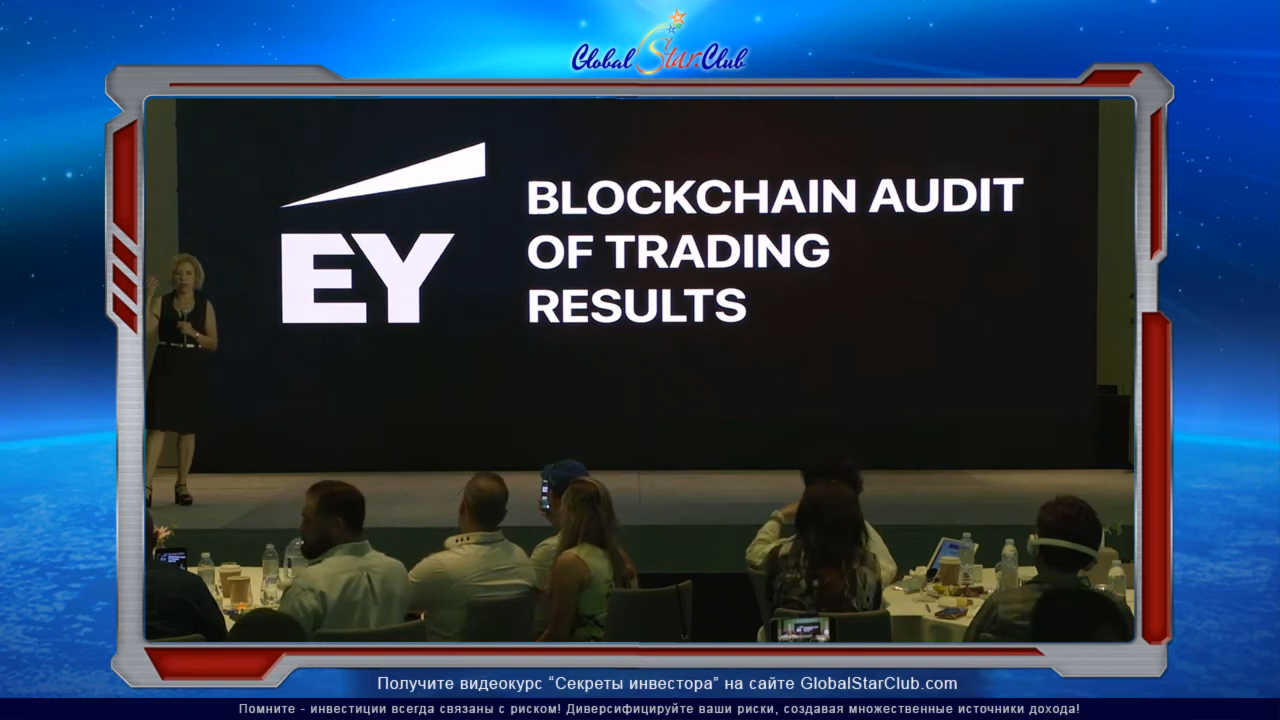 Global Star.Club
EY
BLOCKCHAIN AUDIT
OF TRADING
RESULTS
Получите видеокурс “Секреты инвестора” на сайте GlobalStarClub.com
Помните - инвестиции всегда связаны с риском! Диверсифицируйте ваши риски, создавая множественные источники дохода!